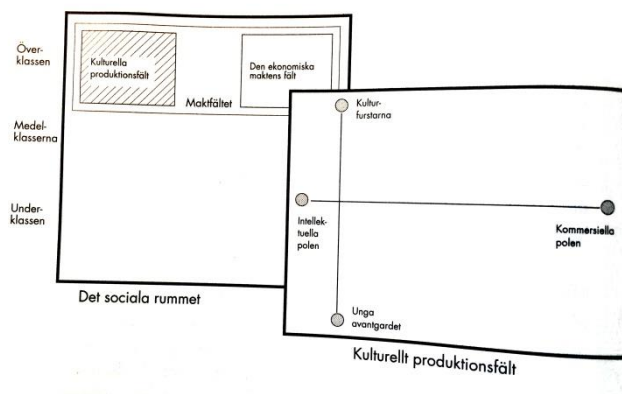 Över-
klassen
Kulturella
produktionsfält
Den ekonomiska
maktens fält
Maktfältet
Medel-
klasserna
Under-
klassen
Det sociala rummet
Kultur-
furstarna
Intellek-
tuella
polen
Kommersiella
polen
Unga
avantgardet
Kulturellt produktionsfält